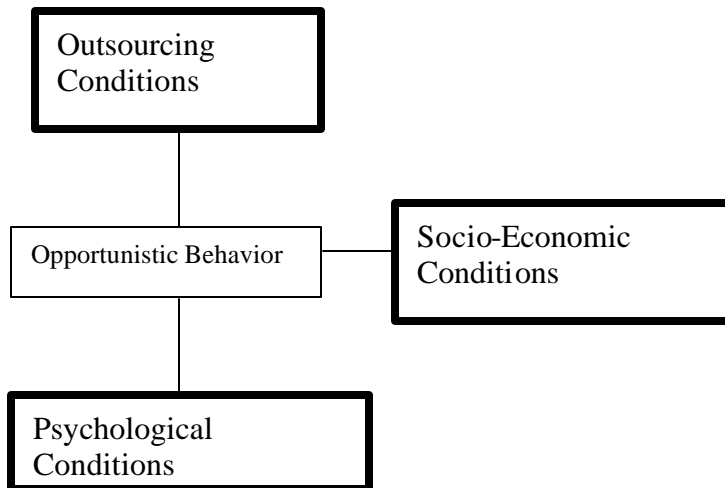 Outsourcing
Conditions
Opportunistic Behavior
Socio-Economic
Conditions
Psychological
Conditions